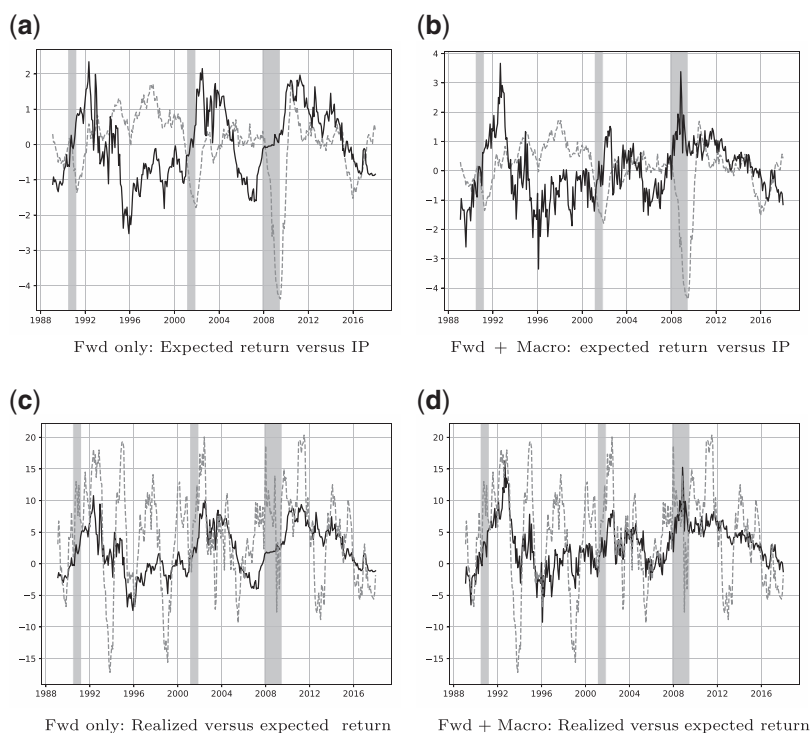 (a)
2
1
0
−1
−2
−3
−4
1988 1992 1996 2000 2004 2008 2012 2016
Fwd only: Expected return versus IP
(b)
4
3
2
1
0
−1
−2
−3
−4
1988 1992 1996 2000 2004 2008 2012 2016
Fwd + Macro: expected return versus IP
(c)
20
15
10
5
0
−5
−10
−15
1988 1992 1996 2000 2004 2008 2012 2016
Fwd only: Realized versus expected return
(d)
20
15
10
5
0
−5
−10
−15
1988 1992 1996 2000 2004 2008 2012 2016
Fwd + Macro: Realized versus expected return